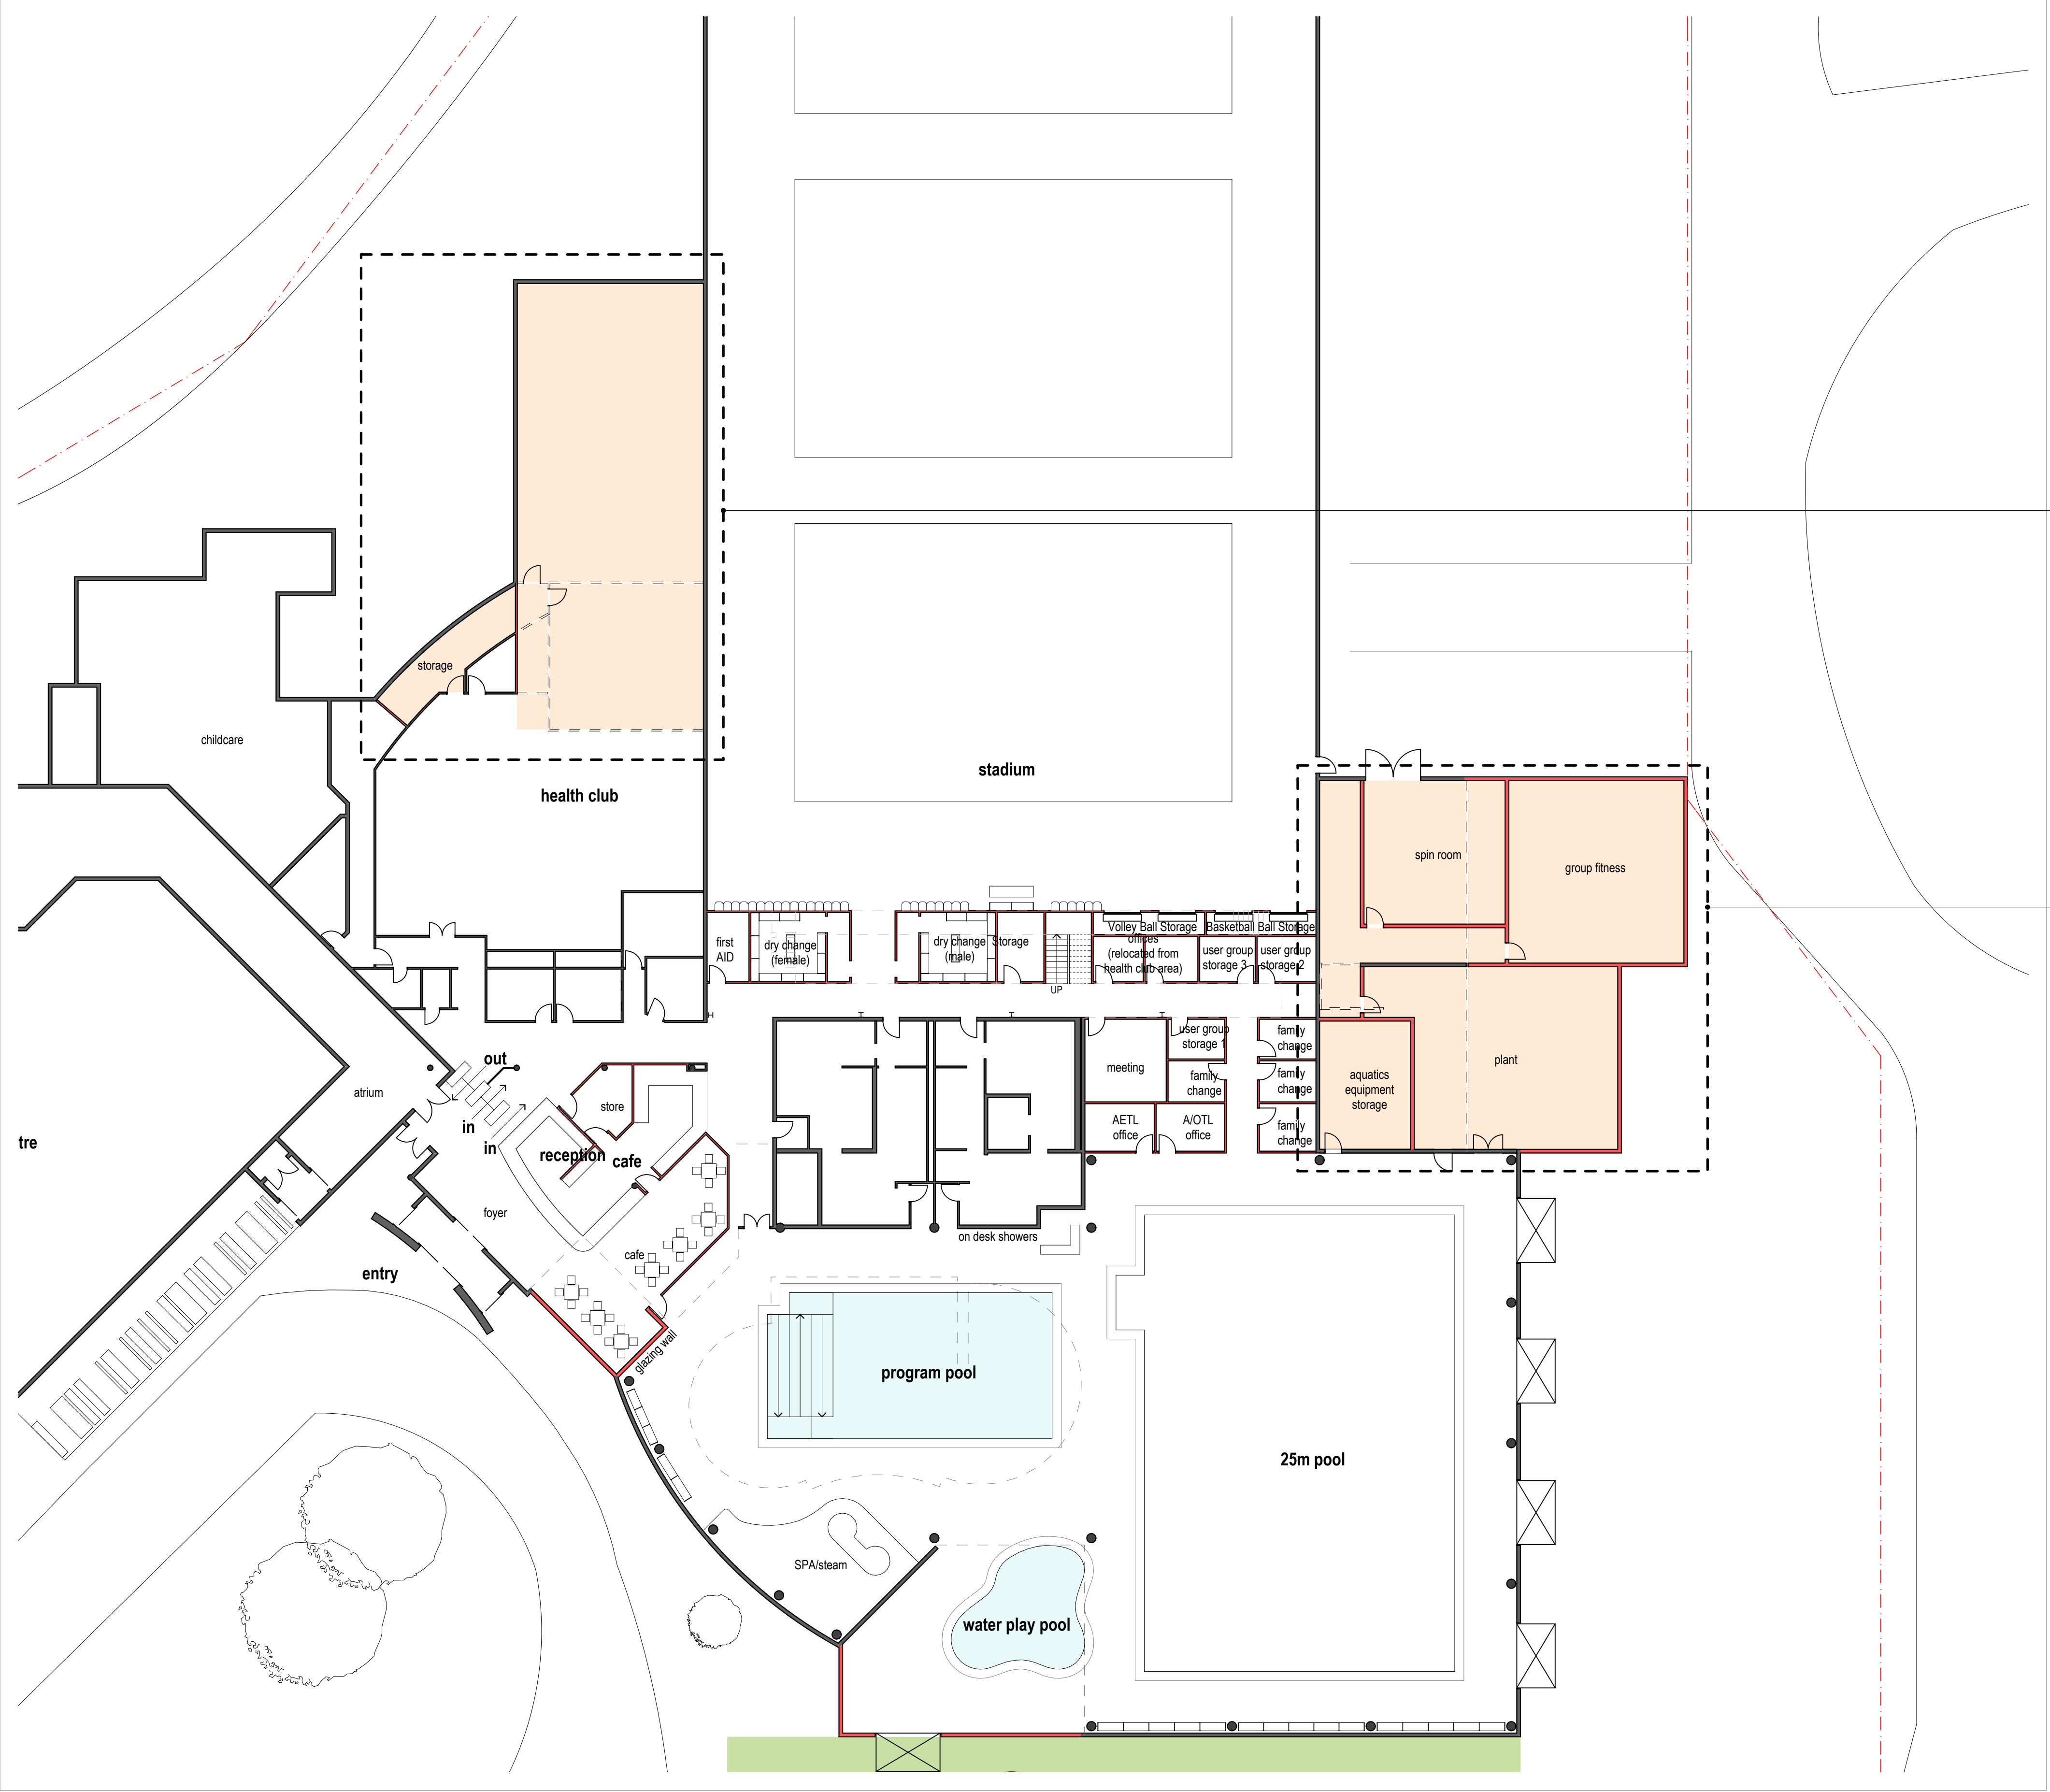 storage
childcare
stadium
health club
spin room
group fitness
first
AID
dry change
(female)
dry change
(male)
Storage
Volley Ball Storage
Basketball Ball Storage
offices
(relocated from
health club area)
user group
storage 3
user group
storage 2
UP
user group
storage 1
family
change
meeting
family
change
family
change
family
change
AETL
office
A/OTL
office
aquatics
equipment
storage
plant
out
atrium
in
in
store
reception
cafe
tre
foyer
entry
cafe
on desk showers
glazing wall
program pool
25m pool
SPA/steam
water play pool